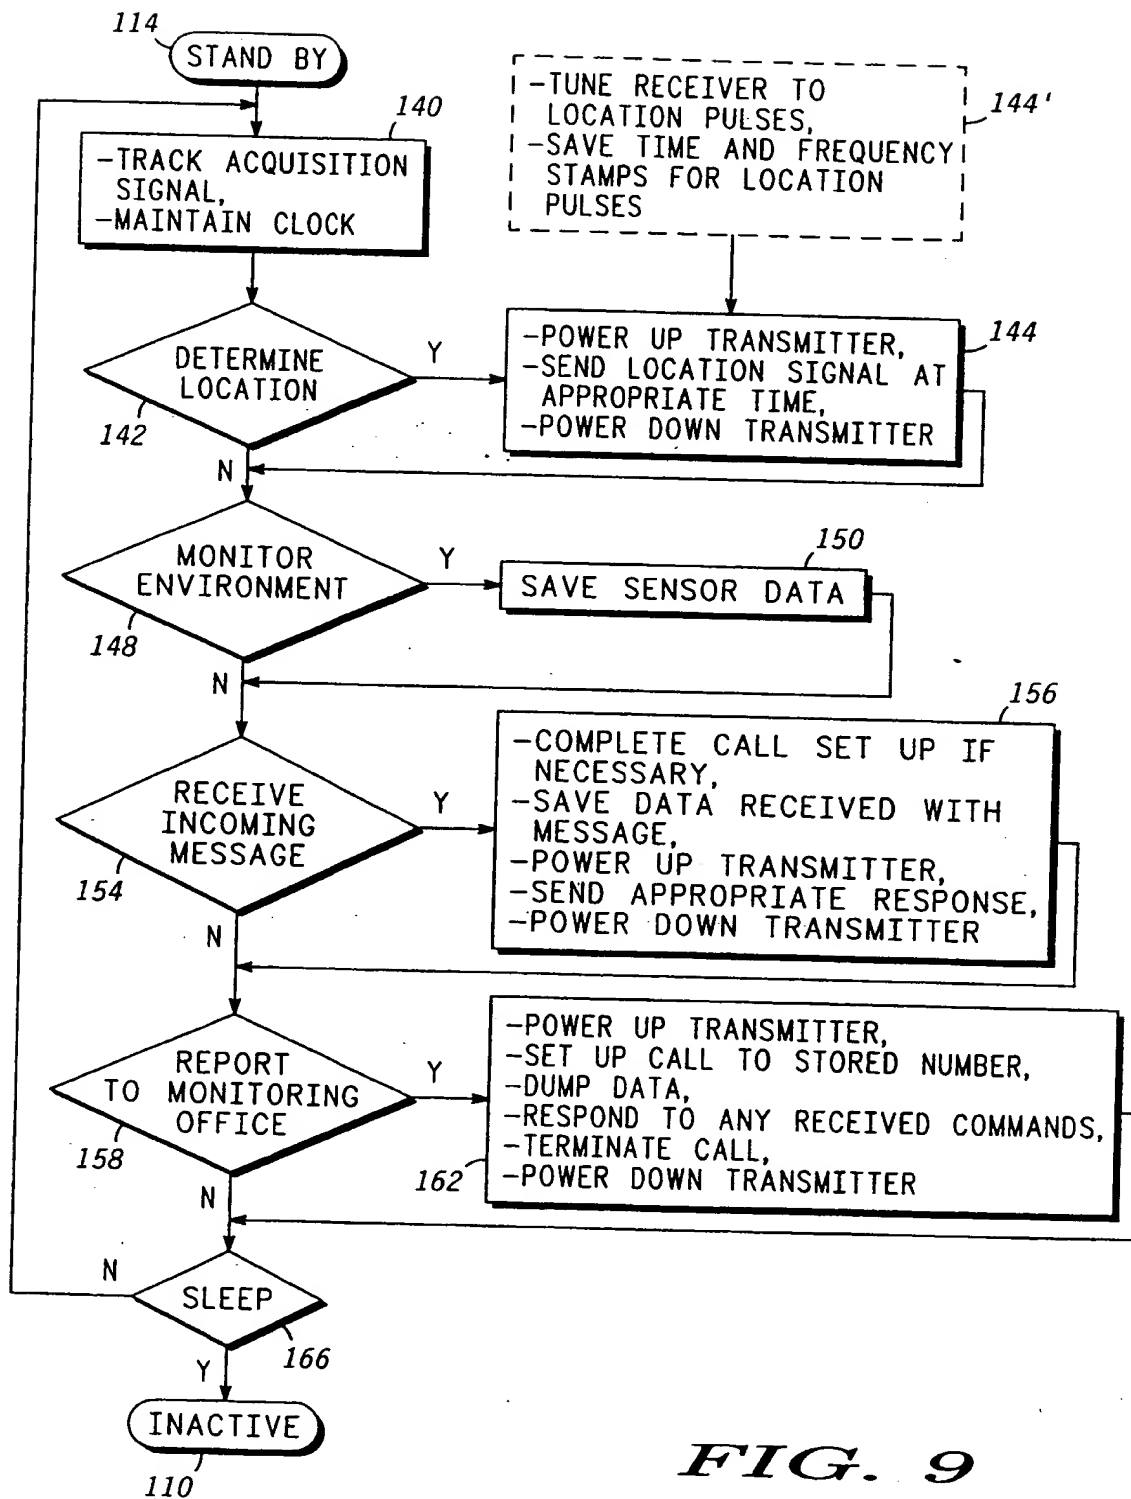 114
STAND BY
140
-TRACK ACQUISITION
SIGNAL,
-MAINTAIN CLOCK
-TUNE RECEIVER TO
LOCATION PULSES,
-SAVE TIME AND FREQUENCY
STAMPS FOR LOCATION
PULSES
144'
DETERMINE
LOCATION
142
Y
N
-POWER UP TRANSMITTER,
-SEND LOCATION SIGNAL AT
APPROPRIATE TIME,
-POWER DOWN TRANSMITTER
144
MONITOR
ENVIRONMENT
148
Y
N
150
SAVE SENSOR DATA
RECEIVE
INCOMING
MESSAGE
154
Y
N
156
-COMPLETE CALL SET UP IF
NECESSARY,
-SAVE DATA RECEIVED WITH
MESSAGE,
-POWER UP TRANSMITTER,
-SEND APPROPRIATE RESPONSE,
-POWER DOWN TRANSMITTER
REPORT
TO MONITORING
OFFICE
158
Y
N
-POWER UP TRANSMITTER,
-SET UP CALL TO STORED NUMBER,
-DUMP DATA,
-RESPOND TO ANY RECEIVED COMMANDS,
-TERMINATE CALL,
-POWER DOWN TRANSMITTER
162
N
SLEEP
166
Y
INACTIVE
110
FIG. 9